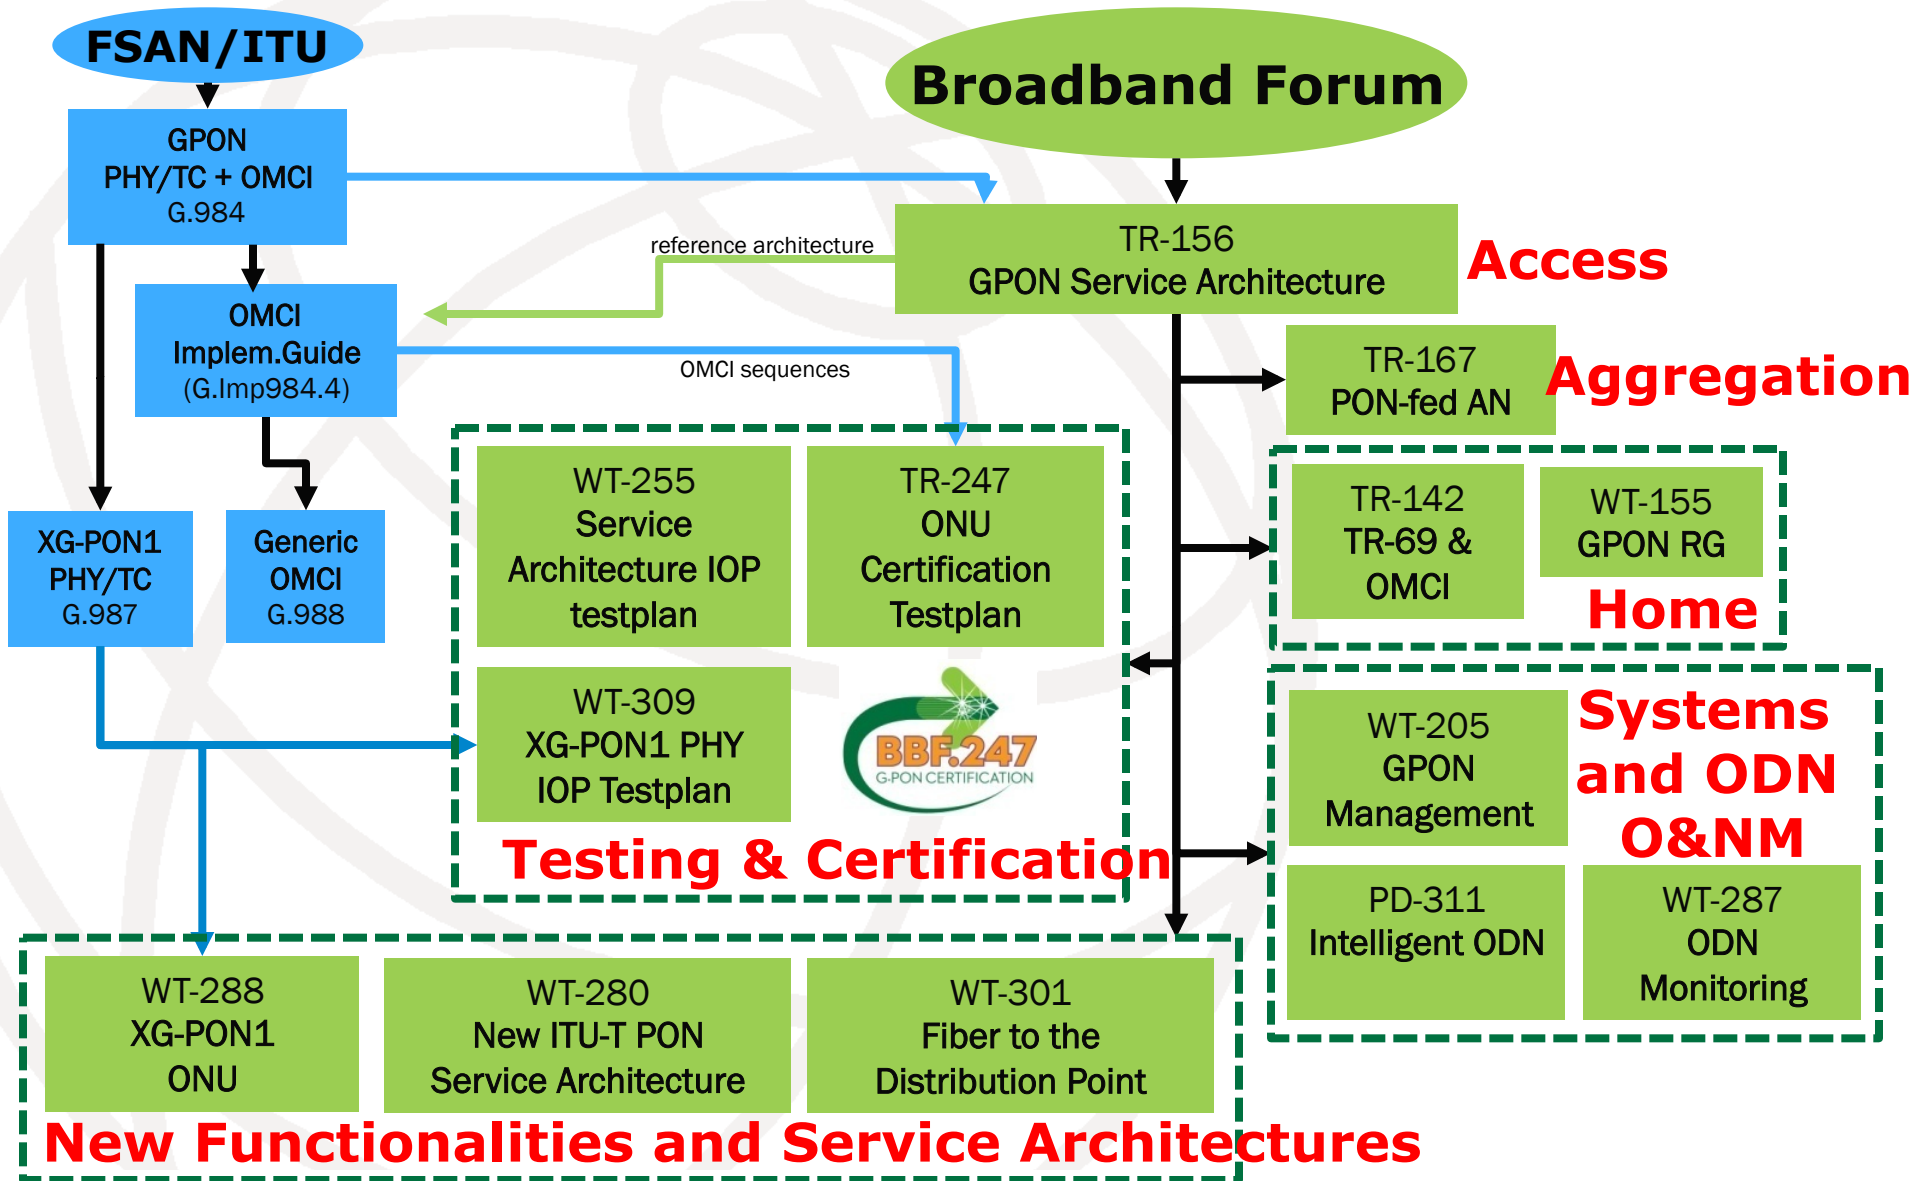 FSAN/ITU
Broadband Forum
GPON
PHY/TC + OMCI
G.984
reference architecture
TR-156
GPON Service Architecture
Access
OMCI
Implem.Guide
(G.Imp984.4)
OMCI sequences
TR-167
PON-fed AN
Aggregation
XG-PON1
PHY/TC
G.987
Generic
OMCI
G.988
WT-255
Service
Architecture IOP
testplan
TR-247
ONU
Certification
Testplan
TR-142
TR-69 &
OMCI
WT-155
GPON RG
Home
WT-309
XG-PON1 PHY
IOP Testplan
BBF.247
G-PON CERTIFICATION
Testing & Certification
WT-205
GPON
Management
Systems
and ODN
O&NM
PD-311
Intelligent ODN
WT-287
ODN
Monitoring
WT-288
XG-PON1
ONU
WT-280
New ITU-T PON
Service Architecture
WT-301
Fiber to the
Distribution Point
New Functionalities and Service Architectures